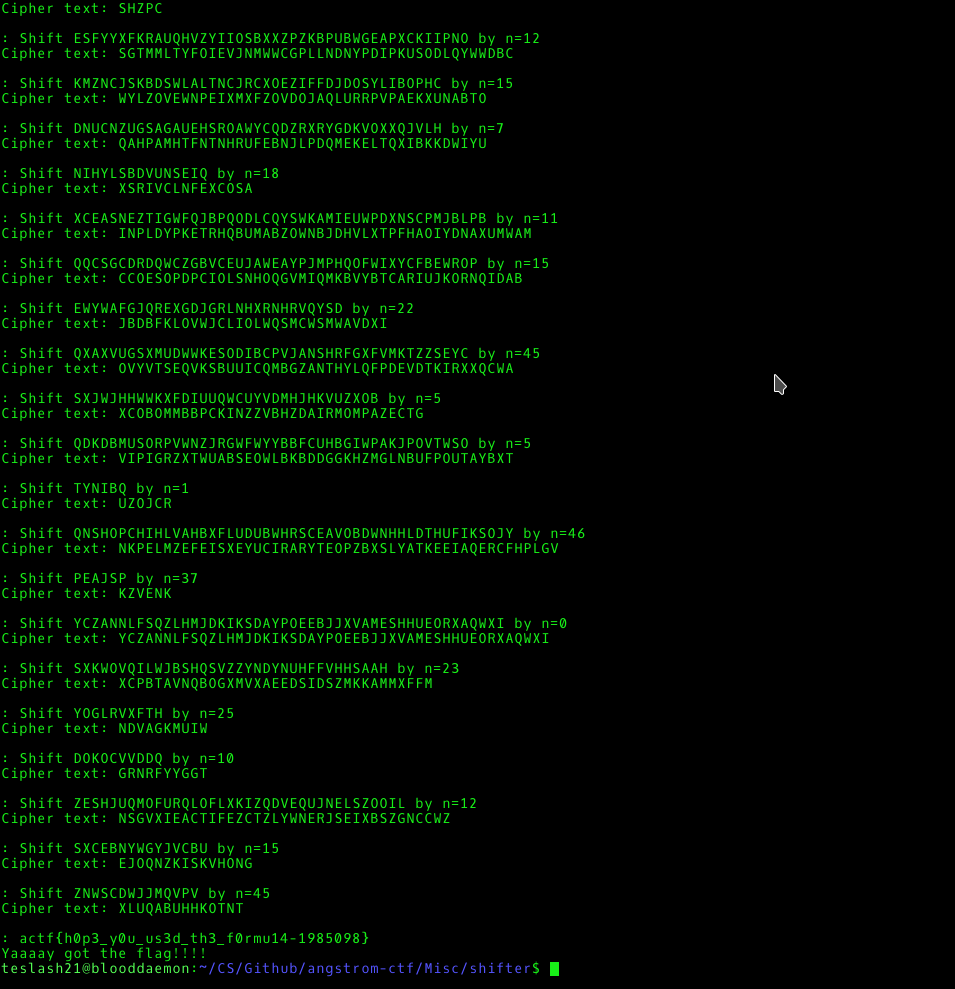 Cipher text: SHZPC
: Shift ESFYYXFKRAUQHVZYIIOSBXXZPZKBPUBWGEAPXCKIIPNO by n=12
Cipher text: SGTMMLTYFOIEVJNMWWCGPLLNDNYPDIPKUSODLQYWWDBC
: Shift KMZNCJSKBDSWLALTNCJRCXOEZIFFDJDOSYLIBOPHC by n=15
Cipher text: WYLZOVEWNPEIXMXFZOVDOJAQLURRPVPAEKXUNABTO
: Shift DNUCNZUGSAGAUEHSROAWYCQDZRXRYGDKVOXXQJVLH by n=7
Cipher text: QAHPAMHTFNTNHRUFEBNJLPDQMEKELTQXIBKKDWIYU
: Shift NIHYLSBDVUNSEIQ by n=18
Cipher text: XSRIVCLNFEXCOSA
: Shift XCEASNEZTIGWFQJBPQODLCQYSWKAMIEUWPDXNSCPMJBLPB by n=11
Cipher text: INPLDYPKETRHQBUMABZOWNBJDHVLXTPFHAOIYDNAXUMWAM
: Shift QQCSGCDRDQWCZGBVCEUJAWEAYPJMPHQOFWIXYCFBEWROP by n=15
Cipher text: CCOESOPDPCIOLSNHOQGVMIQMKBVYBTCARIUJKORNQIDAB
: Shift EWYWAFGJQREXGDJGRLNHXRNHRVQYSD by n=22
Cipher text: JBDBFKLOVWJCLIOLWQSMCWSMWAVDXI
: Shift QXAXVUGSXMUDWWKESODIBCPVJANSHRFGXFVMKTZZSEYC by n=45
Cipher text: OVYVTSEQVKSBUUICQMBGZANTHYLQFPDEVDTKIRXXQCWA
: Shift SXJWJHHWWKXFDIUUQWCUYVDMHJHKVUZXOB by n=5
Cipher text: XCOBOMMBBPCKINZZVBHZDAIRMOMPAZECTG
: Shift QDKDBMUSORPVWNZJRGWFWYYBBFCUHBGIWPAKJPOVTWSO by n=5
Cipher text: VIPIGRZXTWUABSEOWLBKBDDGGKHZMGLNBUFPOUTAYBXT
: Shift TYNIBQ by n=1
Cipher text: UZOJCR
: Shift QNSHOPCHIHLVAHBXFLUDUBWHRSCEAVOBDWNHHLDTHUFIKSOJY by n=46
Cipher text: NKPELMZEFEISXEYUCIRARYTEOPZBXSLYATKEEIAQERCFHPLGV
: Shift PEAJSP by n=37
Cipher text: KZVENK
: Shift YCZANNLFSQZLHMJDKIKSDAYPOEEBJJXVAMESHHUEORXAQWXI by n=0
Cipher text: YCZANNLFSQZLHMJDKIKSDAYPOEEBJJXVAMESHHUEORXAQWXI
: Shift SXKWOVQILWJBSHQSVZZYNDYNUHFFVHHSAAH by n=23
Cipher text: XCPBTAVNQBOGXMVXAEEDSIDSZMKKAMMXFFM
: Shift YOGLRVXFTH by n=25
Cipher text: NDVAGKMUIW
: Shift DOKOCVVDDQ by n=10
Cipher text: GRNRFYYGGT
: Shift ZESHJUQMOFURQLOFLXKIZQDVEQUJNELSZOOIL by n=12
Cipher text: NSGVXIEACTIFEZCTZLYWNERJSEIXBSZGNCCWZ
: Shift SXCEBNYWGYJVCBU by n=15
Cipher text: EJOQNZKISKVHONG
: Shift ZNWSCDWJJMQVPV by n=45
Cipher text: XLUQABUHHKOTNT
: actf{h0p3_y0u_us3d_th3_f0rmu14-1985098}
Yaaaay got the flag!!!!
teslash21@blooddaemon:~/CS/Github/angstrom-ctf/Misc/shifter$